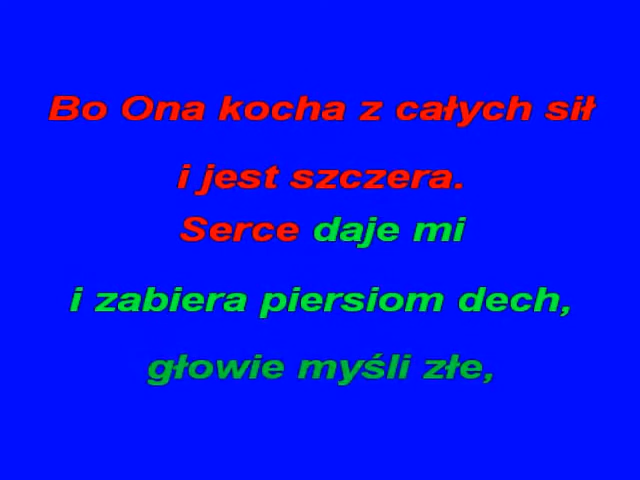 Bo Ona kocha z całych sił
i jest szczera.
Serce daje mi
i zabiera piersiom dech,
głowie myśli złe,